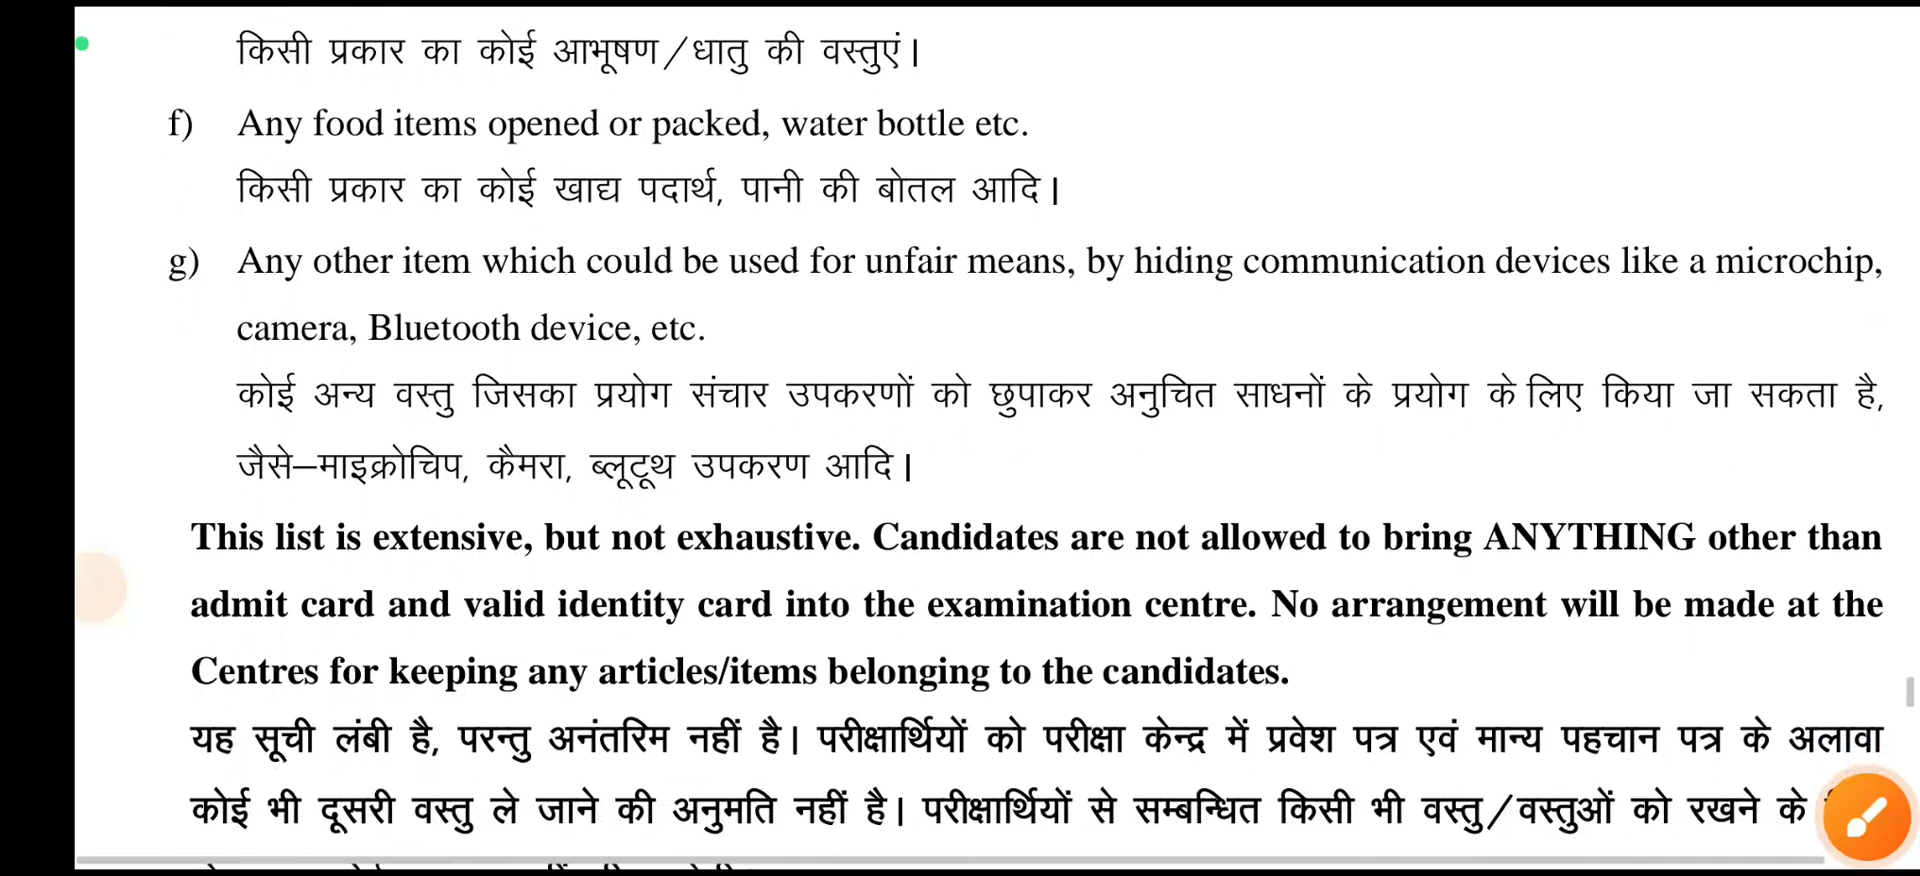 किसी प्रकार का कोई आभूषण/धातु की वस्तुएं।
f) Any food items opened or packed, water bottle etc.
किसी प्रकार का कोई खाद्य पदार्थ, पानी की बोतल आदि।
g) Any other item which could be used for unfair means, by hiding communication devices like a microchip,
camera, Bluetooth device, etc.
कोई अन्य वस्तु जिसका प्रयोग संचार उपकरणों को छुपाकर अनुचित साधनों के प्रयोग के लिए किया जा सकता है,
जैसे–माइक्रोचिप, कैमरा, ब्लूटूथ उपकरण आदि।
This list is extensive, but not exhaustive. Candidates are not allowed to bring ANYTHING other than
admit card and valid identity card into the examination centre. No arrangement will be made at the
Centres for keeping any articles/items belonging to the candidates.
यह सूची लंबी है, परन्तु अनंतरिम नहीं है। परीक्षार्थियों को परीक्षा केन्द्र में प्रवेश पत्र एवं मान्य पहचान पत्र के अलावा
कोई भी दूसरी वस्तु ले जाने की अनुमति नहीं है। परीक्षार्थियों से सम्बन्धित किसी भी वस्तु/वस्तुओं को रखने के